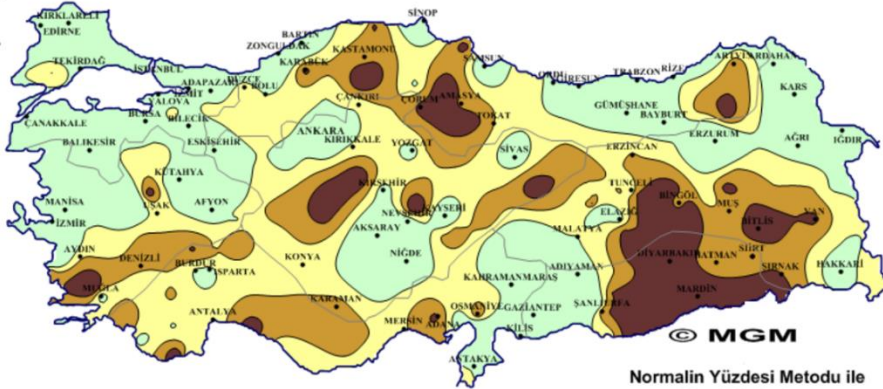 SİNOP
KIRKLARELİ
EDİRNE
BARTIN
ZONGULDAK
KASTAMONU
KARABÜK
SAMSUN
TEKİRDAĞ
İSTANBUL
ADAPAZARI
DÜZCE
İZMİT
BOLU
YALOVA
ÇANKIRI
ÇORUM
AMASYA
TOKAT
ORDU
GİRESUN
TRABZON
RİZE
ARTVİN
ARDAHAN
KARS
GÜMÜŞHANE
BAYBURT
ÇANAKKALE
BURSA
BİLECİK
ANKARA
KIRIKKALE
YOZGAT
SİVAS
ERZİNCAN
ERZURUM
AĞRI
IĞDIR
BALIKESİR
ESKİŞEHİR
KÜTAHYA
KIRŞEHİR
TUNCELİ
BİNGÖL
MUŞ
MANİSA
UŞAK
AFYON
NEVŞEHİR
KAYSERİ
ELAZIĞ
BİTLİS
VAN
İZMİR
AKSARAY
MALATYA
AYDIN
DENİZLİ
BURDUR
ISPARTA
KONYA
NİĞDE
KAHRAMANMARAŞ
ADIYAMAN
DİYARBAKIR
BATMAN
SİİRT
ŞIRNAK
HAKKARİ
MUĞLA
ANTALYA
KARAMAN
MERSİN
ADANA
OSMANİYE
GAZİANTEP
ŞANLIURFA
MARDİN
KİLİS
ANTAKYA
© MGM
Normalin Yüzdesi Metodu ile